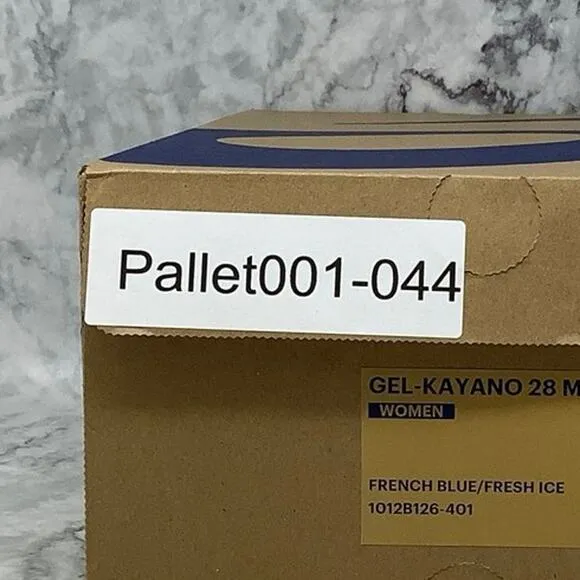 Pallet001-044
GEL-KAYANO 28 M
WOMEN
FRENCH BLUE/FRESH ICE
1012B126-401